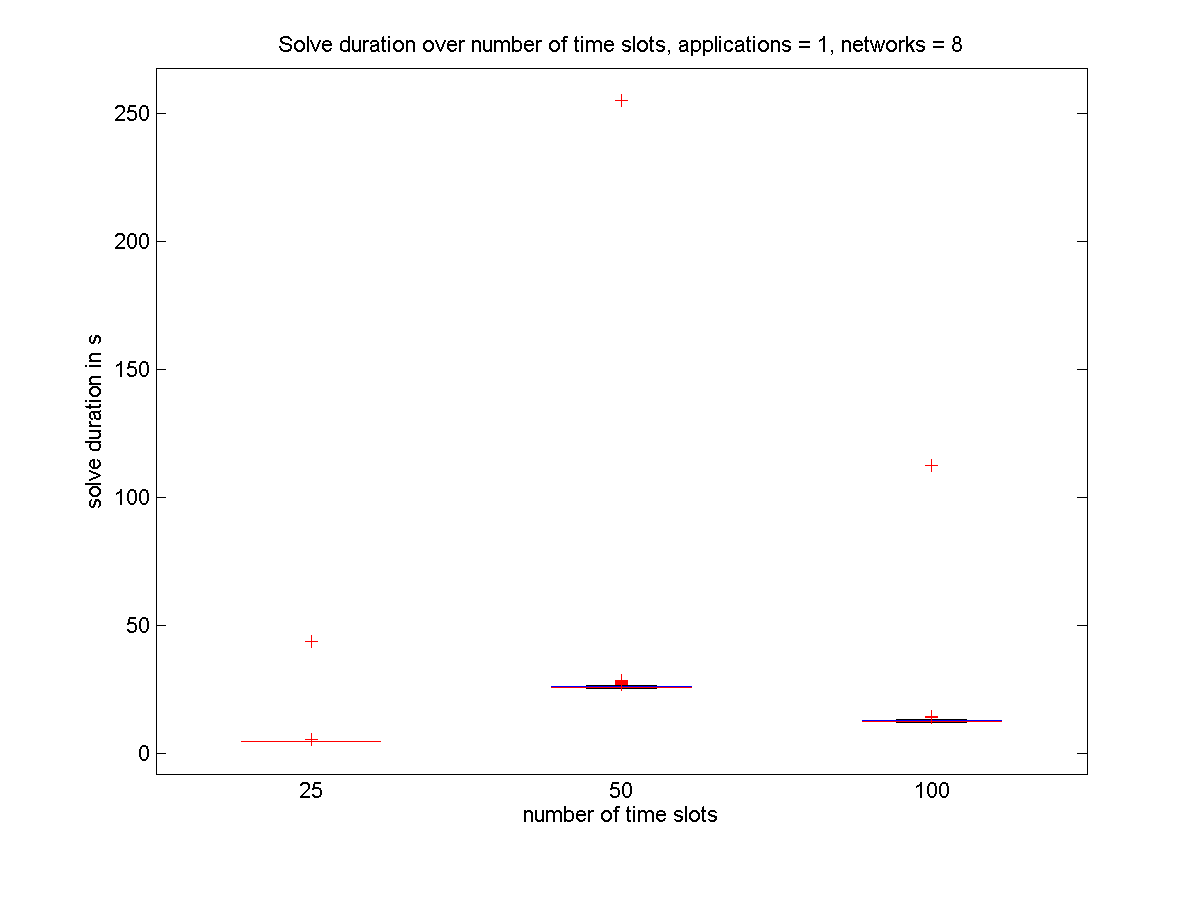 Solve duration over number of time slots, applications = 1, networks = 8
250
200
150
100
50
0
solve duration in s
25 50 100
number of time slots